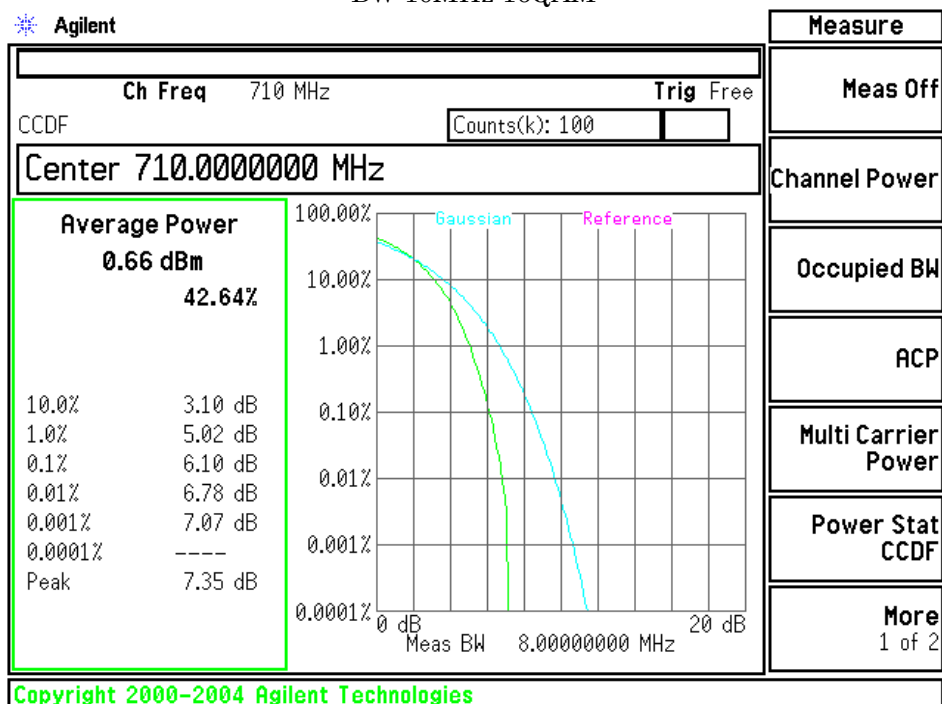 BW 10MHz 16QAM
Agilent
Measure
Ch Freq 710 MHz Trig Free
CCDF Counts(k): 100
Center 710.0000000 MHz
Average Power
0.66 dBm
42.64%
10.0% 3.10 dB
1.0% 5.02 dB
0.1% 6.10 dB
0.01% 6.78 dB
0.001% 7.07 dB
0.0001% ----
Peak 7.35 dB
Gaussian Reference
100.00%
10.00%
1.00%
0.10%
0.01%
0.001%
0.0001%
0 dB 20 dB
Meas BW 8.00000000 MHz
Meas Off
Channel Power
Occupied BW
ACP
Multi Carrier
Power
Power Stat
CCDF
More
1 of 2
Copyright 2000-2004 Agilent Technologies